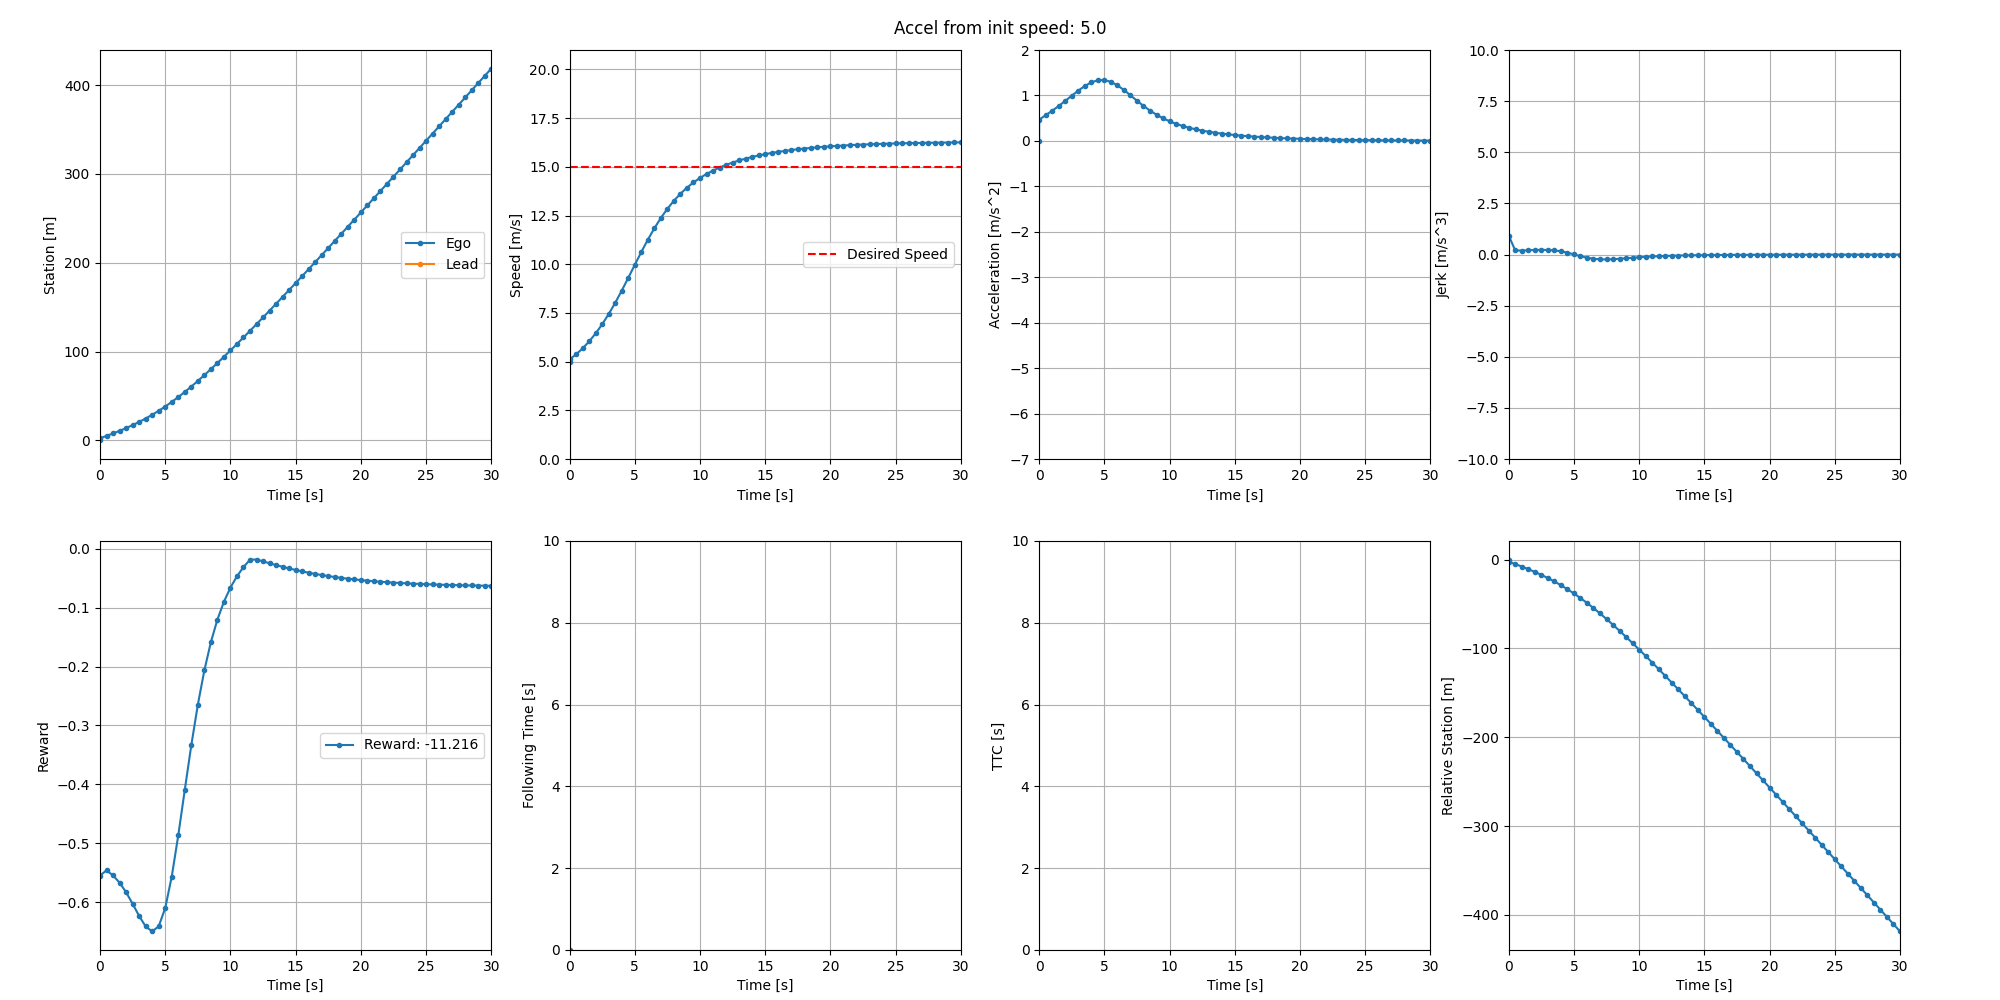 Accel from init speed: 5.0
Station [m]
400
300
200
100
0
Ego
Lead
0 5 10 15 20 25 30
Time [s]
Speed [m/s]
20.0
17.5
15.0
12.5
10.0
7.5
5.0
2.5
0.0
Desired Speed
0 5 10 15 20 25 30
Time [s]
Acceleration [m/s^2]
2
1
0
−1
−2
−3
−4
−5
−6
−7
0 5 10 15 20 25 30
Time [s]
Jerk [m/s^3]
10.0
7.5
5.0
2.5
0.0
−2.5
−5.0
−7.5
−10.0
0 5 10 15 20 25 30
Time [s]
Reward
0.0
−0.1
−0.2
−0.3
−0.4
−0.5
−0.6
Reward: -11.216
0 5 10 15 20 25 30
Time [s]
Following Time [s]
10
8
6
4
2
0
0 5 10 15 20 25 30
Time [s]
TTC [s]
10
8
6
4
2
0
0 5 10 15 20 25 30
Time [s]
Relative Station [m]
0
−100
−200
−300
−400
0 5 10 15 20 25 30
Time [s]